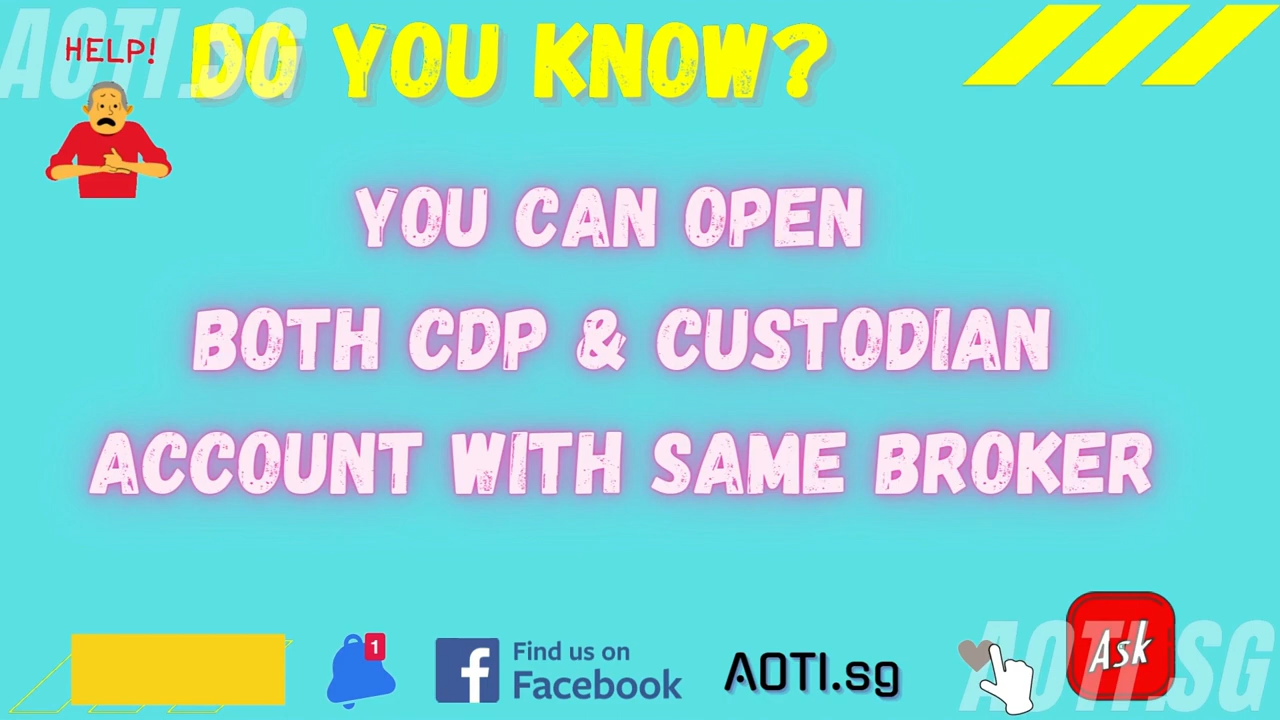 AOTI.SG
HELP!
DO YOU KNOW?
YOU CAN OPEN
BOTH CDP & CUSTODIAN
ACCOUNT WITH SAME BROKER
1
f
Find us on
Facebook
AOTI.sg
Ask
AOTI.SG